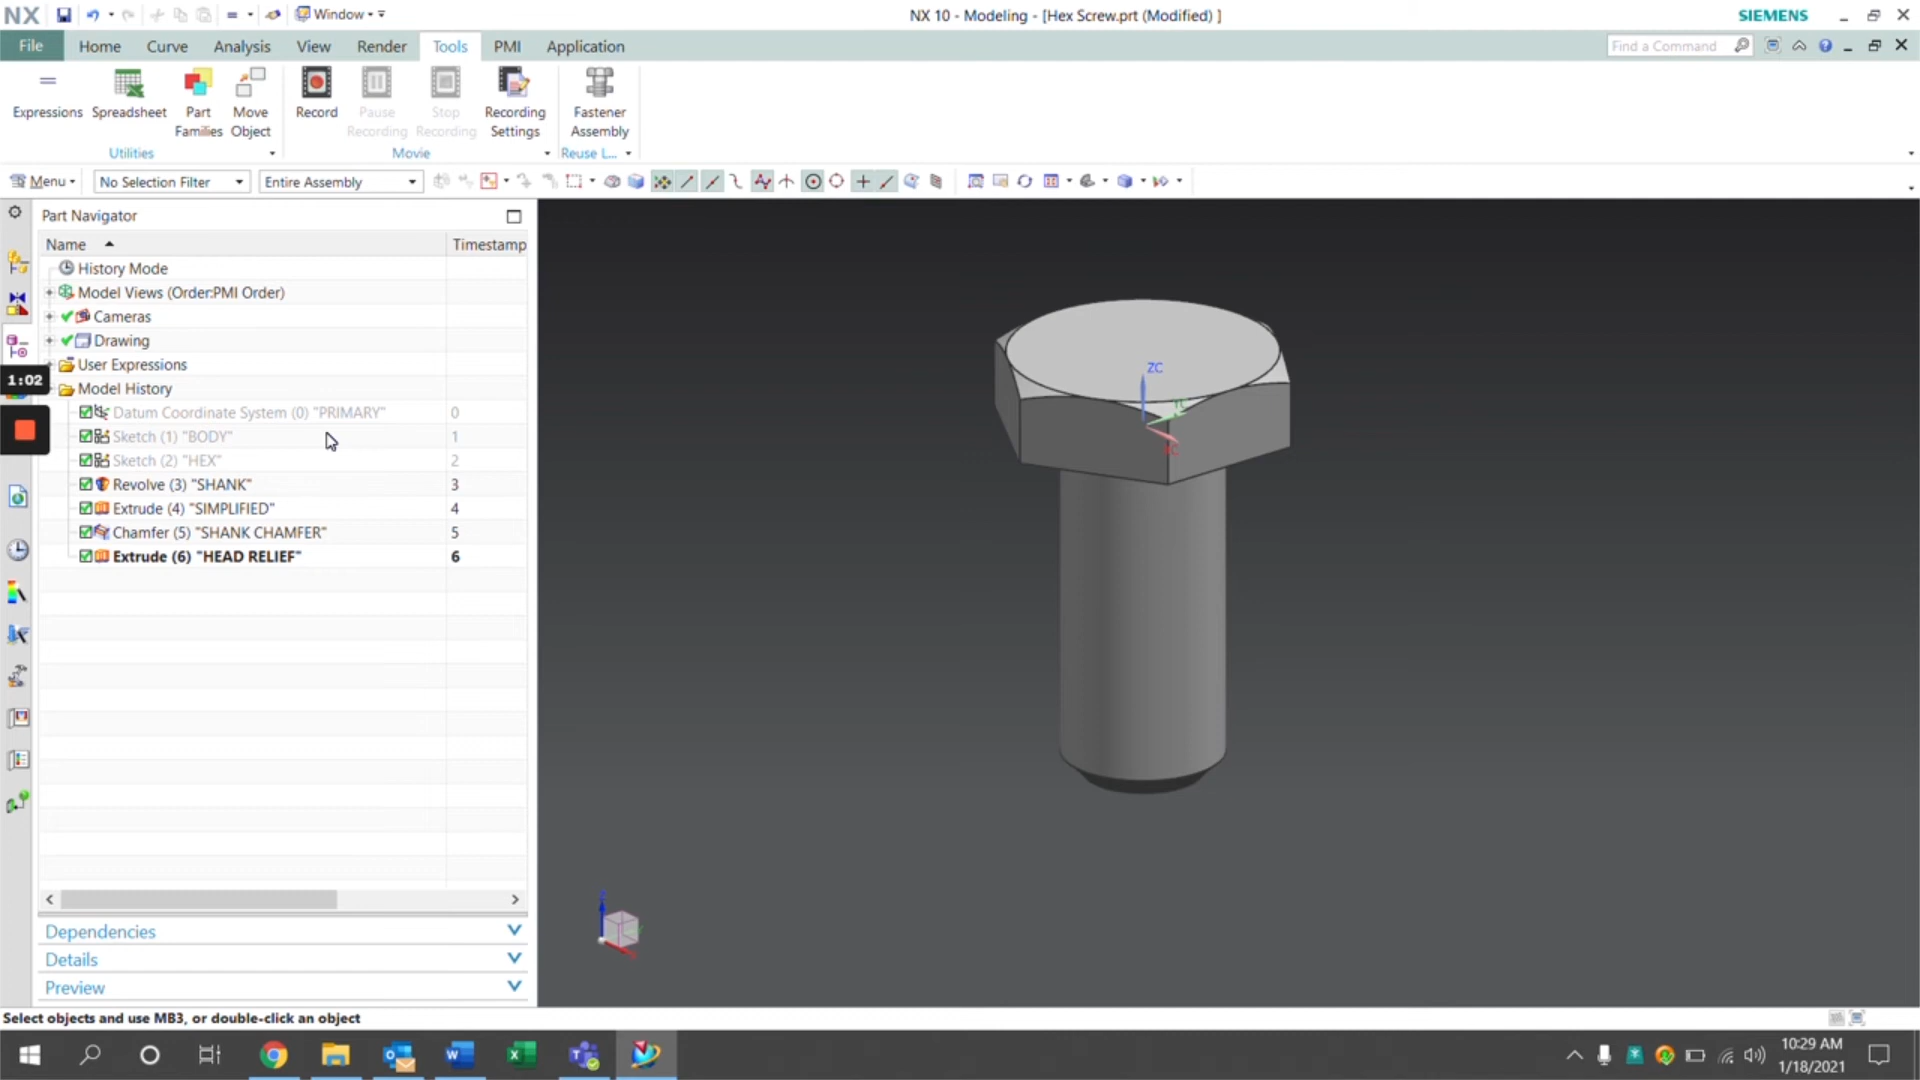 NX Window NX 10 - Modeling - [Hex Screw.prt (Modified) ] SIEMENS
File Home Curve Analysis View Render Tools PMI Application Find a Command
Expressions Spreadsheet Part Families Move Object Record Pause Recording Stop Recording Recording Settings Fastener Assembly
Utilities Movie Reuse L...
Menu No Selection Filter Entire Assembly
Part Navigator
Name Timestamp
History Mode
Model Views (Order:PMI Order)
Cameras
Drawing
User Expressions
1:02
Model History
Datum Coordinate System (0) "PRIMARY" 0
Sketch (1) "BODY" 1
Sketch (2) "HEX" 2
Revolve (3) "SHANK" 3
Extrude (4) "SIMPLIFIED" 4
Chamfer (5) "SHANK CHAMFER" 5
Extrude (6) "HEAD RELIEF" 6
ZC
YC
XC
Dependencies
Details
Preview
Select objects and use MB3, or double-click an object
10:29 AM
1/18/2021